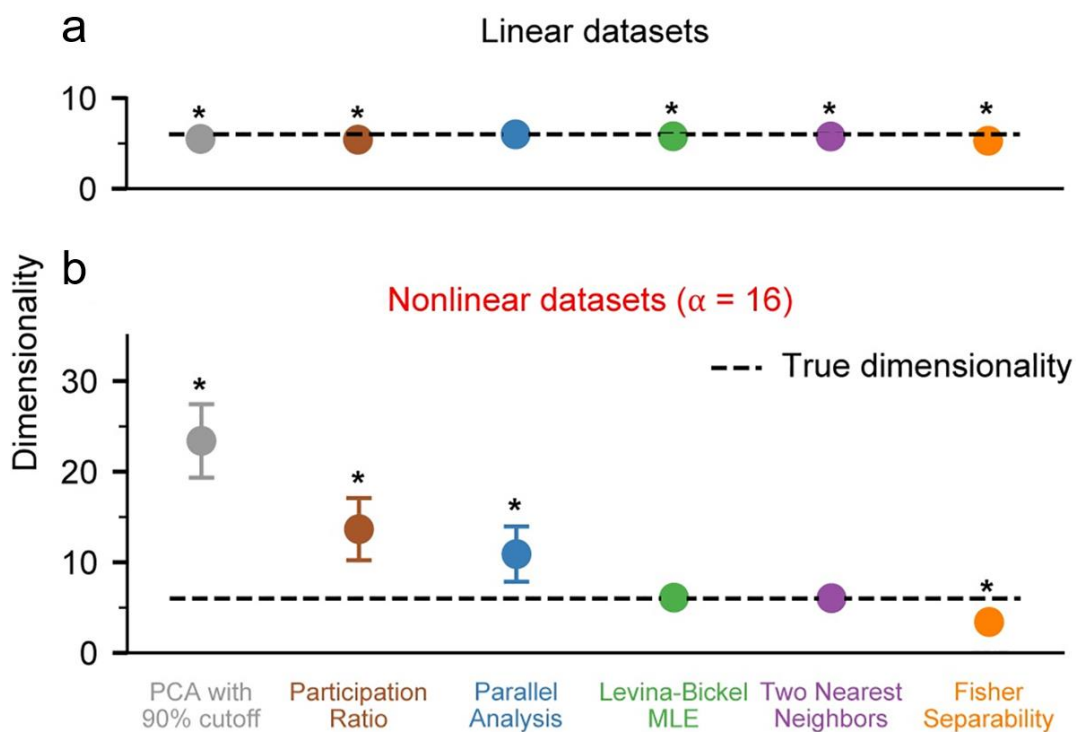 a
Linear datasets
10
0
* * * * *
b
Dimensionality
Nonlinear datasets (α = 16)
True dimensionality
30
20
10
0
* * * *
PCA with
90% cutoff
Participation
Ratio
Parallel
Analysis
Levina-Bickel
MLE
Two Nearest
Neighbors
Fisher
Separability